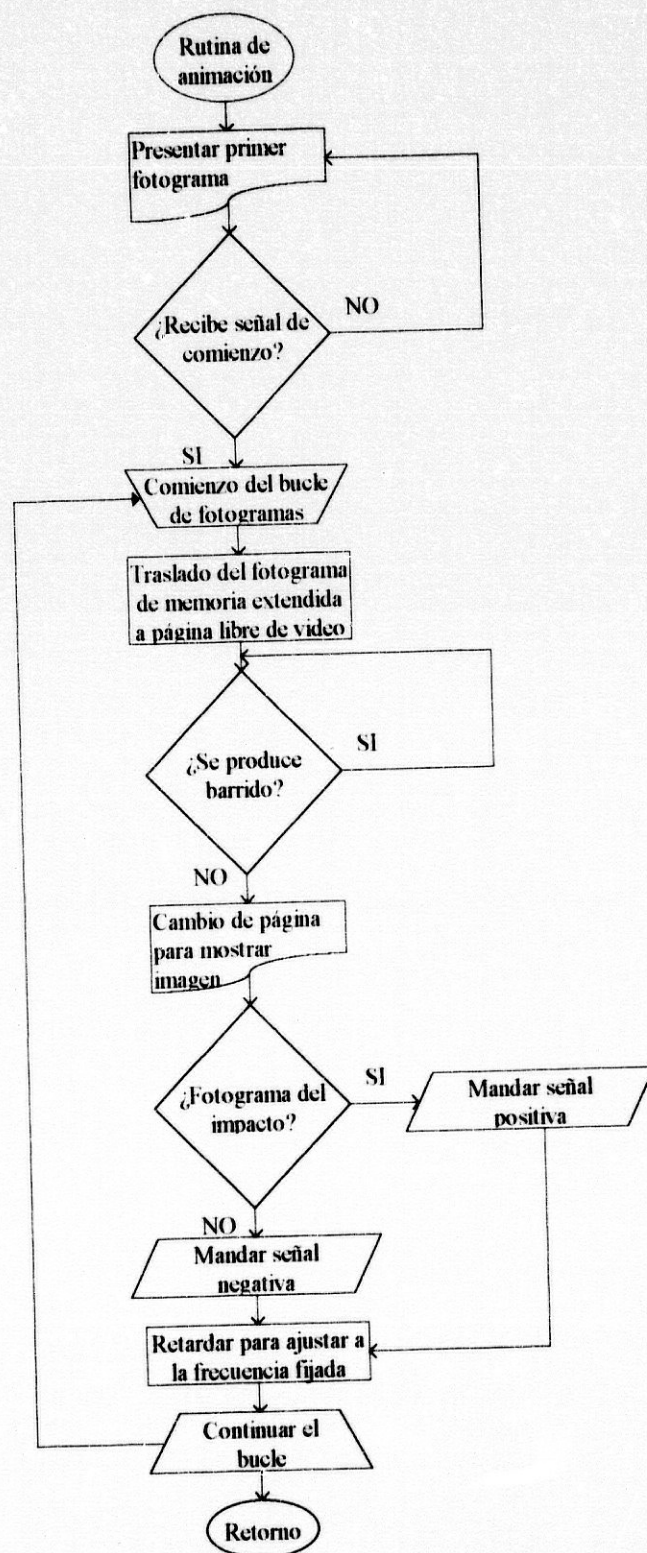 Rutina de
animación
Presentar primer
fotograma
¿Recibe señal de
comienzo?
NO
SI
Comienzo del bucle
de fotogramas
Traslado del fotograma
de memoria extendida
a página libre de video
¿Se produce
barrido?
SI
NO
Cambio de página
para mostrar
imagen
¿Fotograma del
impacto?
SI
Mandar señal
positiva
NO
Mandar señal
negativa
Retardar para ajustar a
la frecuencia fijada
Continuar el
bucle
Retorno